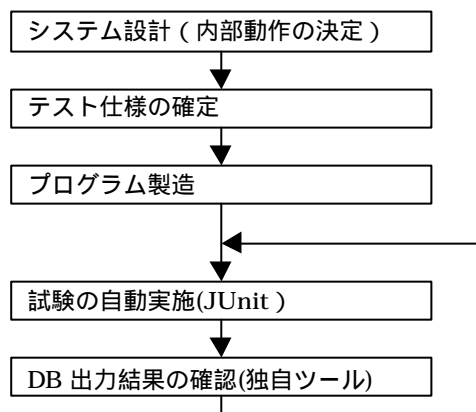 システム設計(内部動作の決定)
テスト仕様の確定
プログラム製造
試験の自動実施(JUnit )
DB 出力結果の確認(独自ツール)